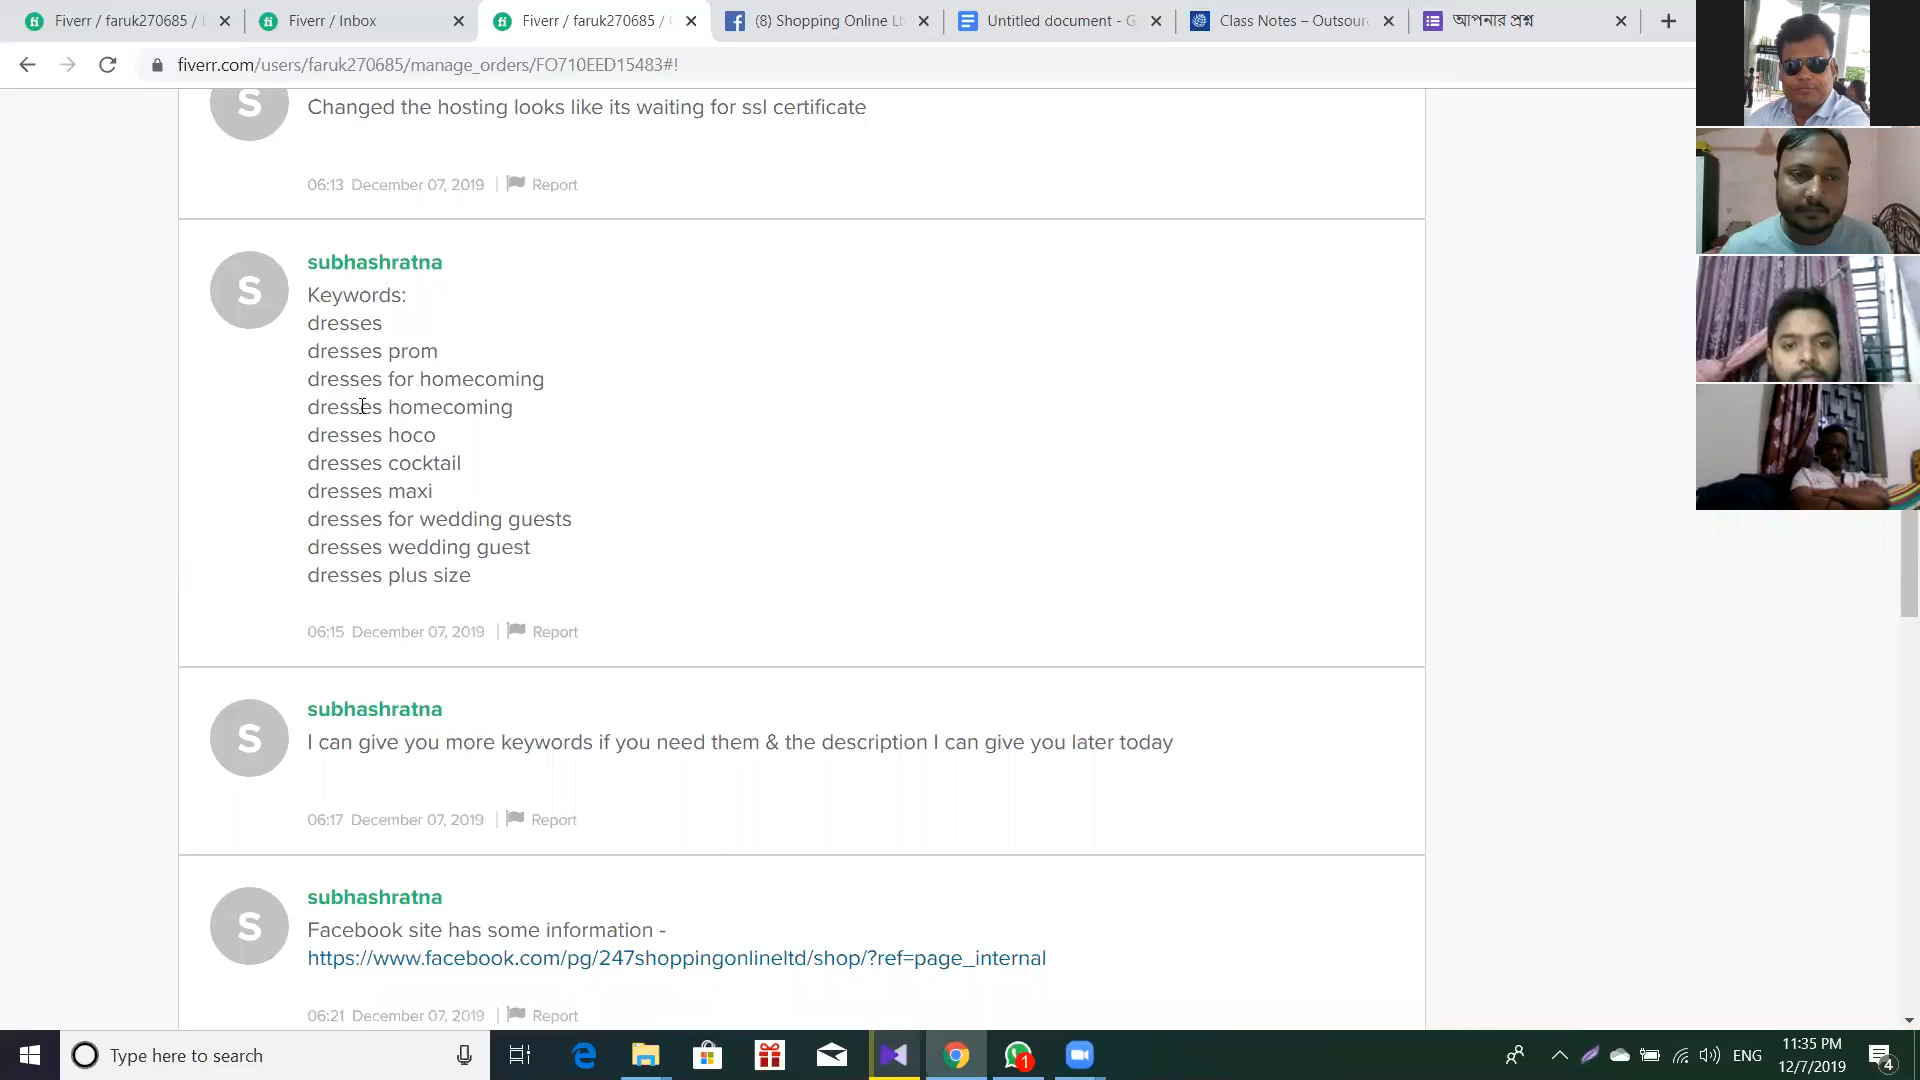 Fiverr / faruk270685 /
Fiverr / Inbox
Fiverr / faruk270685 /
(8) Shopping Online Lt
Untitled document - G
Class Notes – Outsour
আপনার প্রশ্ন
fiverr.com/users/faruk270685/manage_orders/FO710EED15483#!
S
Changed the hosting looks like its waiting for ssl certificate
06:13 December 07, 2019 | Report
S
subhashratna
Keywords:
dresses
dresses prom
dresses for homecoming
dresses homecoming
dresses hoco
dresses cocktail
dresses maxi
dresses for wedding guests
dresses wedding guest
dresses plus size
06:15 December 07, 2019 | Report
S
subhashratna
I can give you more keywords if you need them & the description I can give you later today
06:17 December 07, 2019 | Report
S
subhashratna
Facebook site has some information -
https://www.facebook.com/pg/247shoppingonlineltd/shop/?ref=page_internal
06:21 December 07, 2019 | Report
Type here to search
1
ENG
11:35 PM
12/7/2019
4